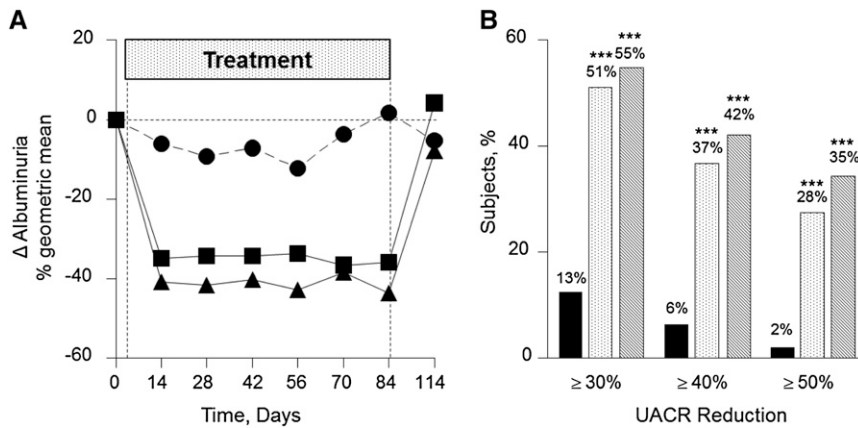 A
20
0
-20
-40
-60
Δ Albuminuria
% geometric mean
Treatment
0 14 28 42 56 70 84 114
Time, Days
B
60
40
20
0
Subjects, %
13%
***
51%
***
55%
6%
***
37%
***
42%
2%
***
28%
***
35%
≥ 30% ≥ 40% ≥ 50%
UACR Reduction